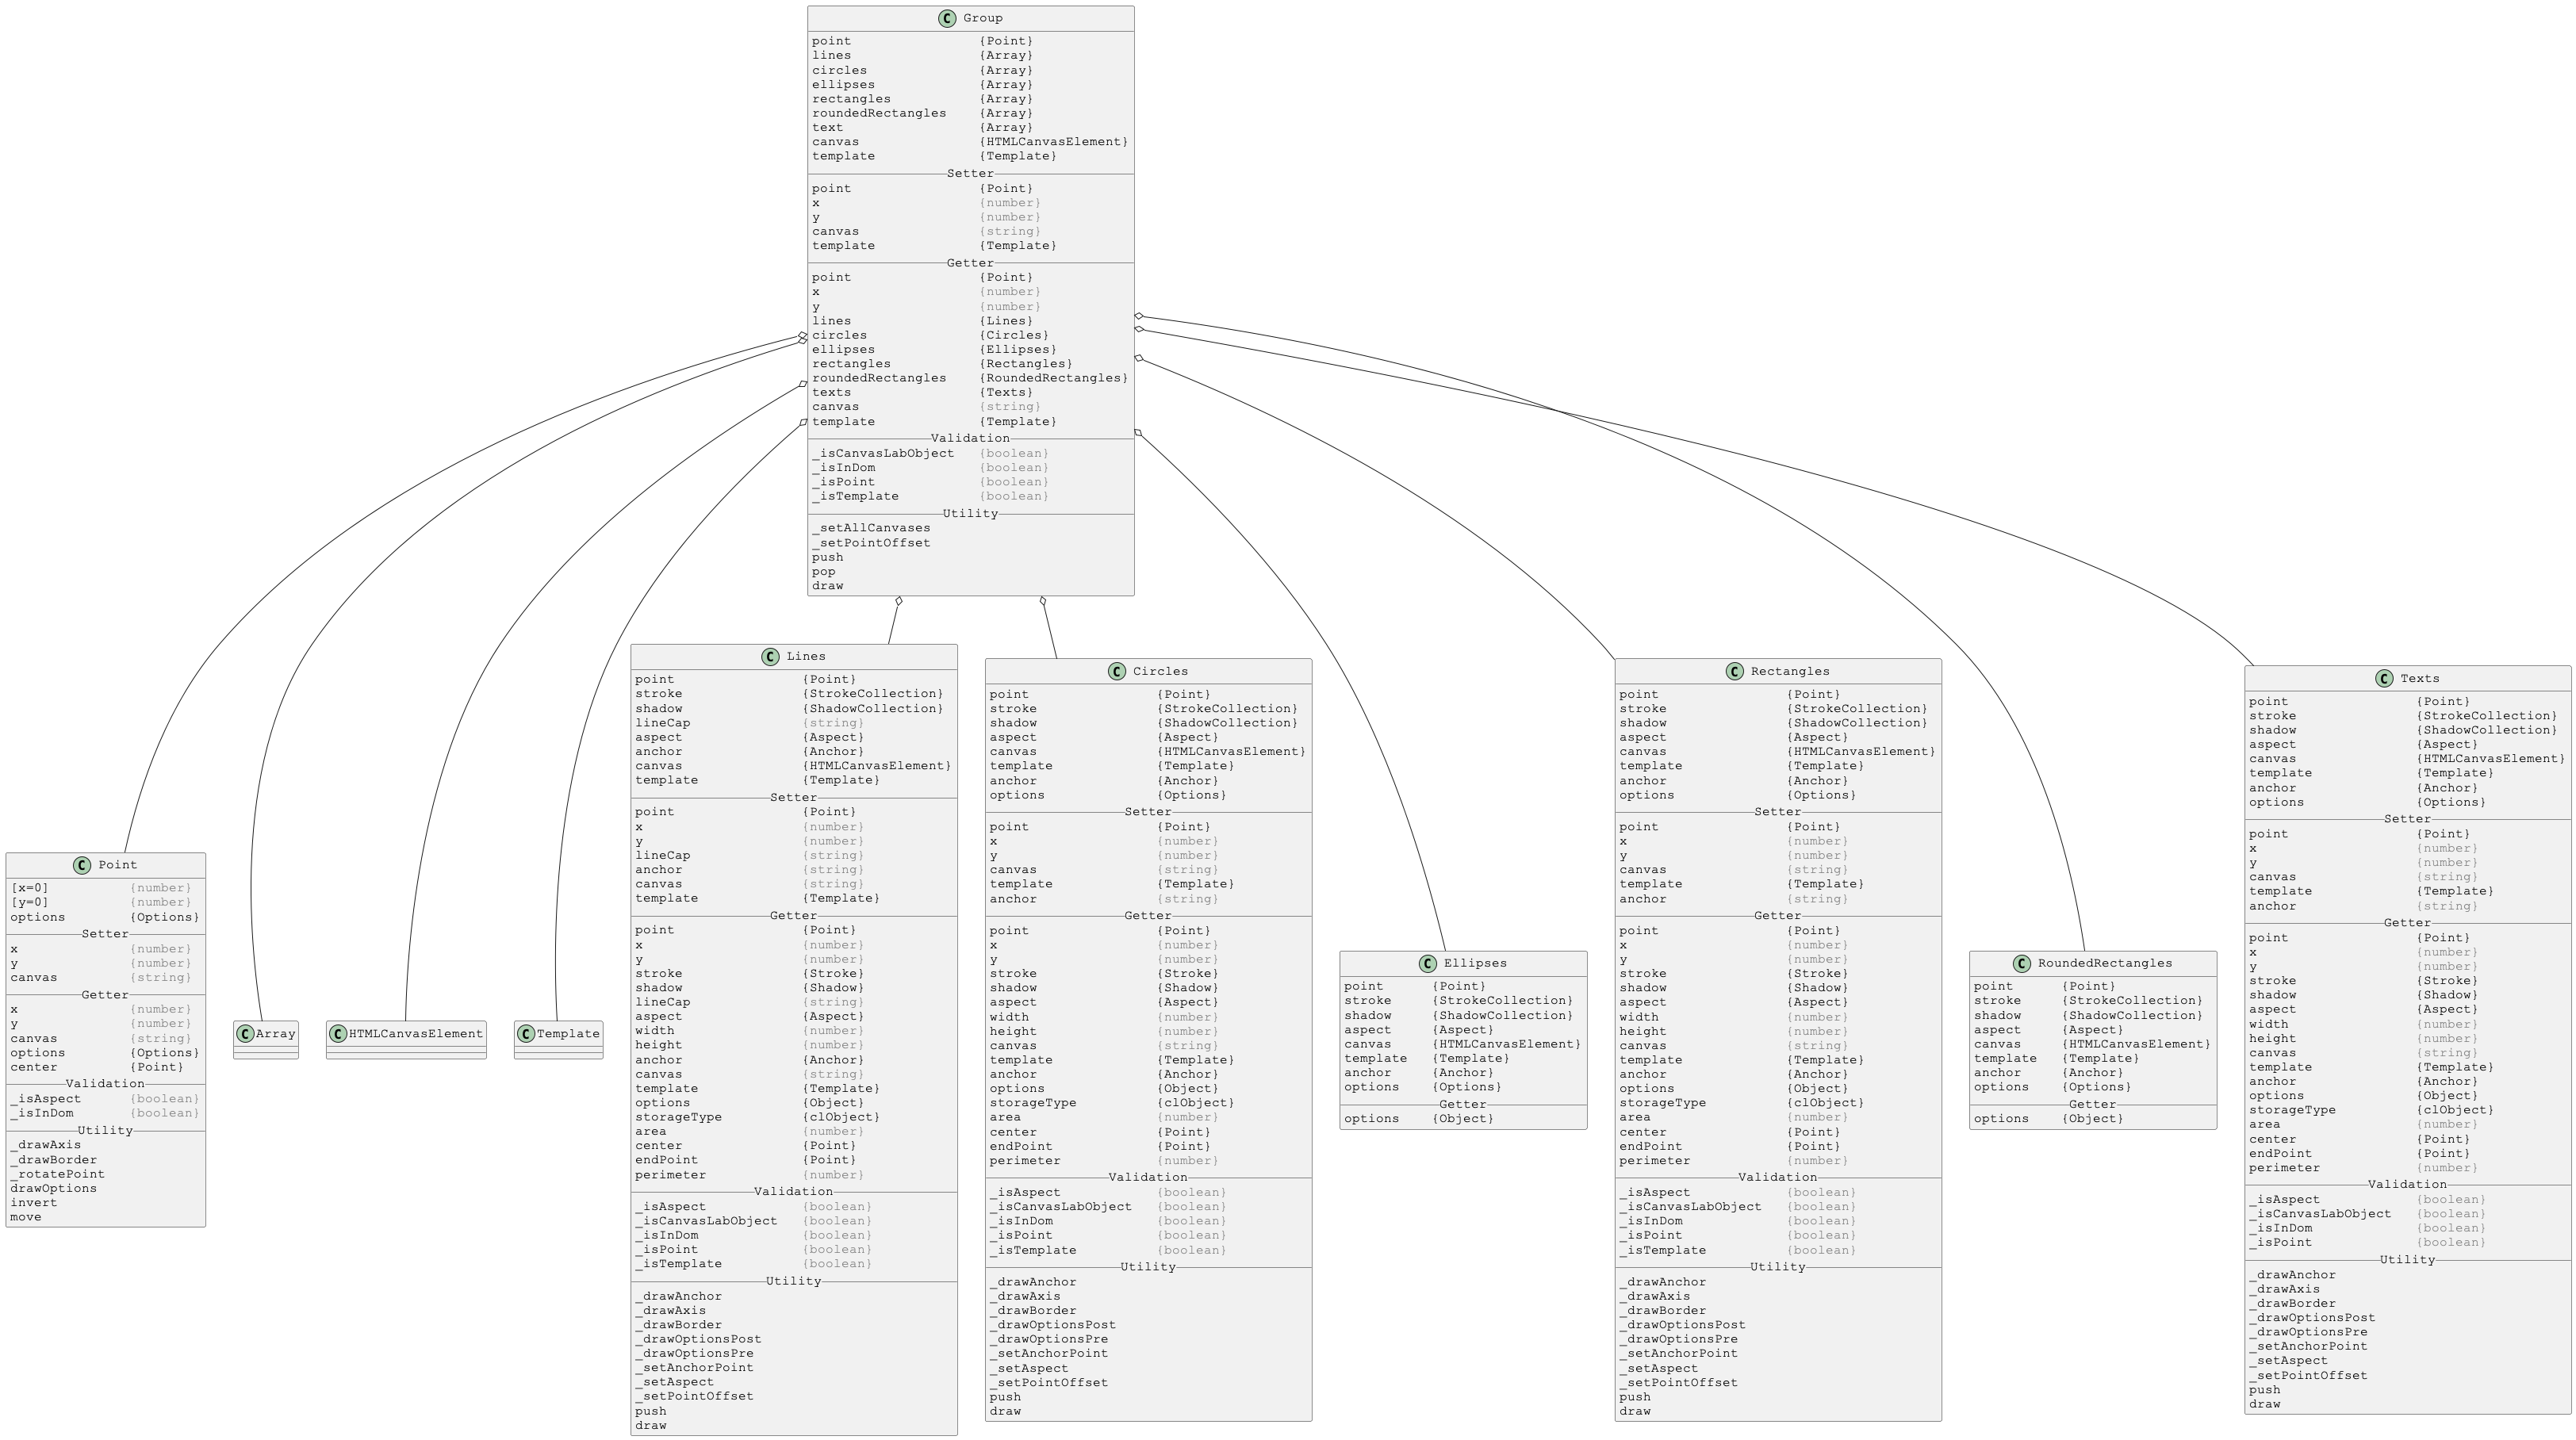 C Group
point {Point}
lines {Array}
circles {Array}
ellipses {Array}
rectangles {Array}
roundedRectangles {Array}
text {Array}
canvas {HTMLCanvasElement}
template {Template}
Setter
point {Point}
x {number}
y {number}
canvas {string}
template {Template}
Getter
point {Point}
x {number}
y {number}
lines {Lines}
circles {Circles}
ellipses {Ellipses}
rectangles {Rectangles}
roundedRectangles {RoundedRectangles}
texts {Texts}
canvas {string}
template {Template}
Validation
_isCanvasLabObject {boolean}
_isInDom {boolean}
_isPoint {boolean}
_isTemplate {boolean}
Utility
_setAllCanvases
_setPointOffset
push
pop
draw
C Point
[x=0] {number}
[y=0] {number}
options {Options}
Setter
x {number}
y {number}
canvas {string}
Getter
x {number}
y {number}
canvas {string}
options {Options}
center {Point}
Validation
_isAspect {boolean}
_isInDom {boolean}
Utility
_drawAxis
_drawBorder
_rotatePoint
drawOptions
invert
move
C Array
C HTMLCanvasElement
C Template
C Lines
point {Point}
stroke {StrokeCollection}
shadow {ShadowCollection}
lineCap {string}
aspect {Aspect}
anchor {Anchor}
canvas {HTMLCanvasElement}
template {Template}
Setter
point {Point}
x {number}
y {number}
lineCap {string}
anchor {string}
canvas {string}
template {Template}
Getter
point {Point}
x {number}
y {number}
stroke {Stroke}
shadow {Shadow}
lineCap {string}
aspect {Aspect}
width {number}
height {number}
anchor {Anchor}
canvas {string}
template {Template}
options {Object}
storageType {clObject}
area {number}
center {Point}
endPoint {Point}
perimeter {number}
Validation
_isAspect {boolean}
_isCanvasLabObject {boolean}
_isInDom {boolean}
_isPoint {boolean}
_isTemplate {boolean}
Utility
_drawAnchor
_drawAxis
_drawBorder
_drawOptionsPost
_drawOptionsPre
_setAnchorPoint
_setAspect
_setPointOffset
push
draw
C Circles
point {Point}
stroke {StrokeCollection}
shadow {ShadowCollection}
aspect {Aspect}
canvas {HTMLCanvasElement}
template {Template}
anchor {Anchor}
options {Options}
Setter
point {Point}
x {number}
y {number}
canvas {string}
template {Template}
anchor {string}
Getter
point {Point}
x {number}
y {number}
stroke {Stroke}
shadow {Shadow}
aspect {Aspect}
width {number}
height {number}
canvas {string}
template {Template}
anchor {Anchor}
options {Object}
storageType {clObject}
area {number}
center {Point}
endPoint {Point}
perimeter {number}
Validation
_isAspect {boolean}
_isCanvasLabObject {boolean}
_isInDom {boolean}
_isPoint {boolean}
_isTemplate {boolean}
Utility
_drawAnchor
_drawAxis
_drawBorder
_drawOptionsPost
_drawOptionsPre
_setAnchorPoint
_setAspect
_setPointOffset
push
draw
C Ellipses
point {Point}
stroke {StrokeCollection}
shadow {ShadowCollection}
aspect {Aspect}
canvas {HTMLCanvasElement}
template {Template}
anchor {Anchor}
options {Options}
Getter
options {Object}
C Rectangles
point {Point}
stroke {StrokeCollection}
shadow {ShadowCollection}
aspect {Aspect}
canvas {HTMLCanvasElement}
template {Template}
anchor {Anchor}
options {Options}
Setter
point {Point}
x {number}
y {number}
canvas {string}
template {Template}
anchor {string}
Getter
point {Point}
x {number}
y {number}
stroke {Stroke}
shadow {Shadow}
aspect {Aspect}
width {number}
height {number}
canvas {string}
template {Template}
anchor {Anchor}
options {Object}
storageType {clObject}
area {number}
center {Point}
endPoint {Point}
perimeter {number}
Validation
_isAspect {boolean}
_isCanvasLabObject {boolean}
_isInDom {boolean}
_isPoint {boolean}
_isTemplate {boolean}
Utility
_drawAnchor
_drawAxis
_drawBorder
_drawOptionsPost
_drawOptionsPre
_setAnchorPoint
_setAspect
_setPointOffset
push
draw
C RoundedRectangles
point {Point}
stroke {StrokeCollection}
shadow {ShadowCollection}
aspect {Aspect}
canvas {HTMLCanvasElement}
template {Template}
anchor {Anchor}
options {Options}
Getter
options {Object}
C Texts
point {Point}
stroke {StrokeCollection}
shadow {ShadowCollection}
aspect {Aspect}
canvas {HTMLCanvasElement}
template {Template}
anchor {Anchor}
options {Options}
Setter
point {Point}
x {number}
y {number}
canvas {string}
template {Template}
anchor {string}
Getter
point {Point}
x {number}
y {number}
stroke {Stroke}
shadow {Shadow}
aspect {Aspect}
width {number}
height {number}
canvas {string}
template {Template}
anchor {Anchor}
options {Object}
storageType {clObject}
area {number}
center {Point}
endPoint {Point}
perimeter {number}
Validation
_isAspect {boolean}
_isCanvasLabObject {boolean}
_isInDom {boolean}
_isPoint {boolean}
Utility
_drawAnchor
_drawAxis
_drawBorder
_drawOptionsPost
_drawOptionsPre
_setAnchorPoint
_setAspect
_setPointOffset
push
draw